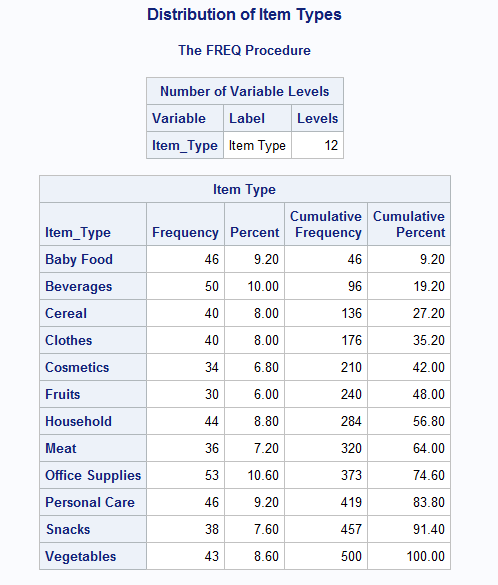 Distribution of Item Types
The FREQ Procedure
Number of Variable Levels
Variable Label Levels
Item_Type Item Type 12
Item Type
Item_Type Frequency Percent Cumulative Frequency Cumulative Percent
Baby Food 46 9.20 46 9.20
Beverages 50 10.00 96 19.20
Cereal 40 8.00 136 27.20
Clothes 40 8.00 176 35.20
Cosmetics 34 6.80 210 42.00
Fruits 30 6.00 240 48.00
Household 44 8.80 284 56.80
Meat 36 7.20 320 64.00
Office Supplies 53 10.60 373 74.60
Personal Care 46 9.20 419 83.80
Snacks 38 7.60 457 91.40
Vegetables 43 8.60 500 100.00